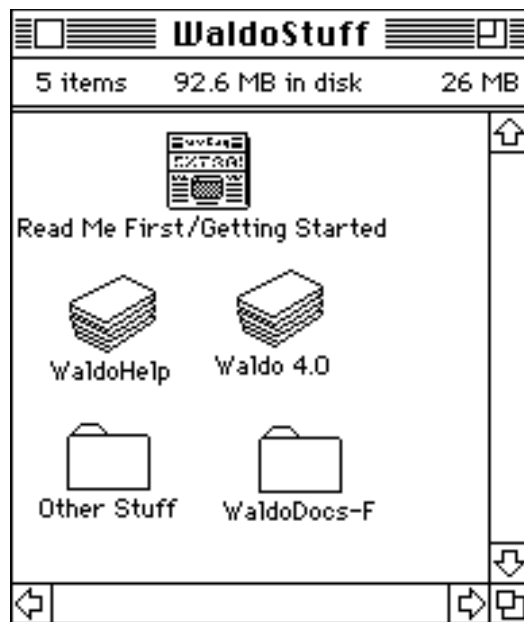 WaldoStuff
5 items 92.6 MB in disk 26 MB
EXTRA!
Read Me First/Getting Started
WaldoHelp Waldo 4.0
Other Stuff WaldoDocs-F